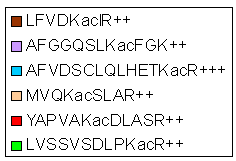 LFVDKacIR++
AFGGQSLKacFGK++
AFVDSCLQLHETKacR+++
MVQKacSLAR++
YAPVAKacDLASR++
LVSSVSDLPKacR++